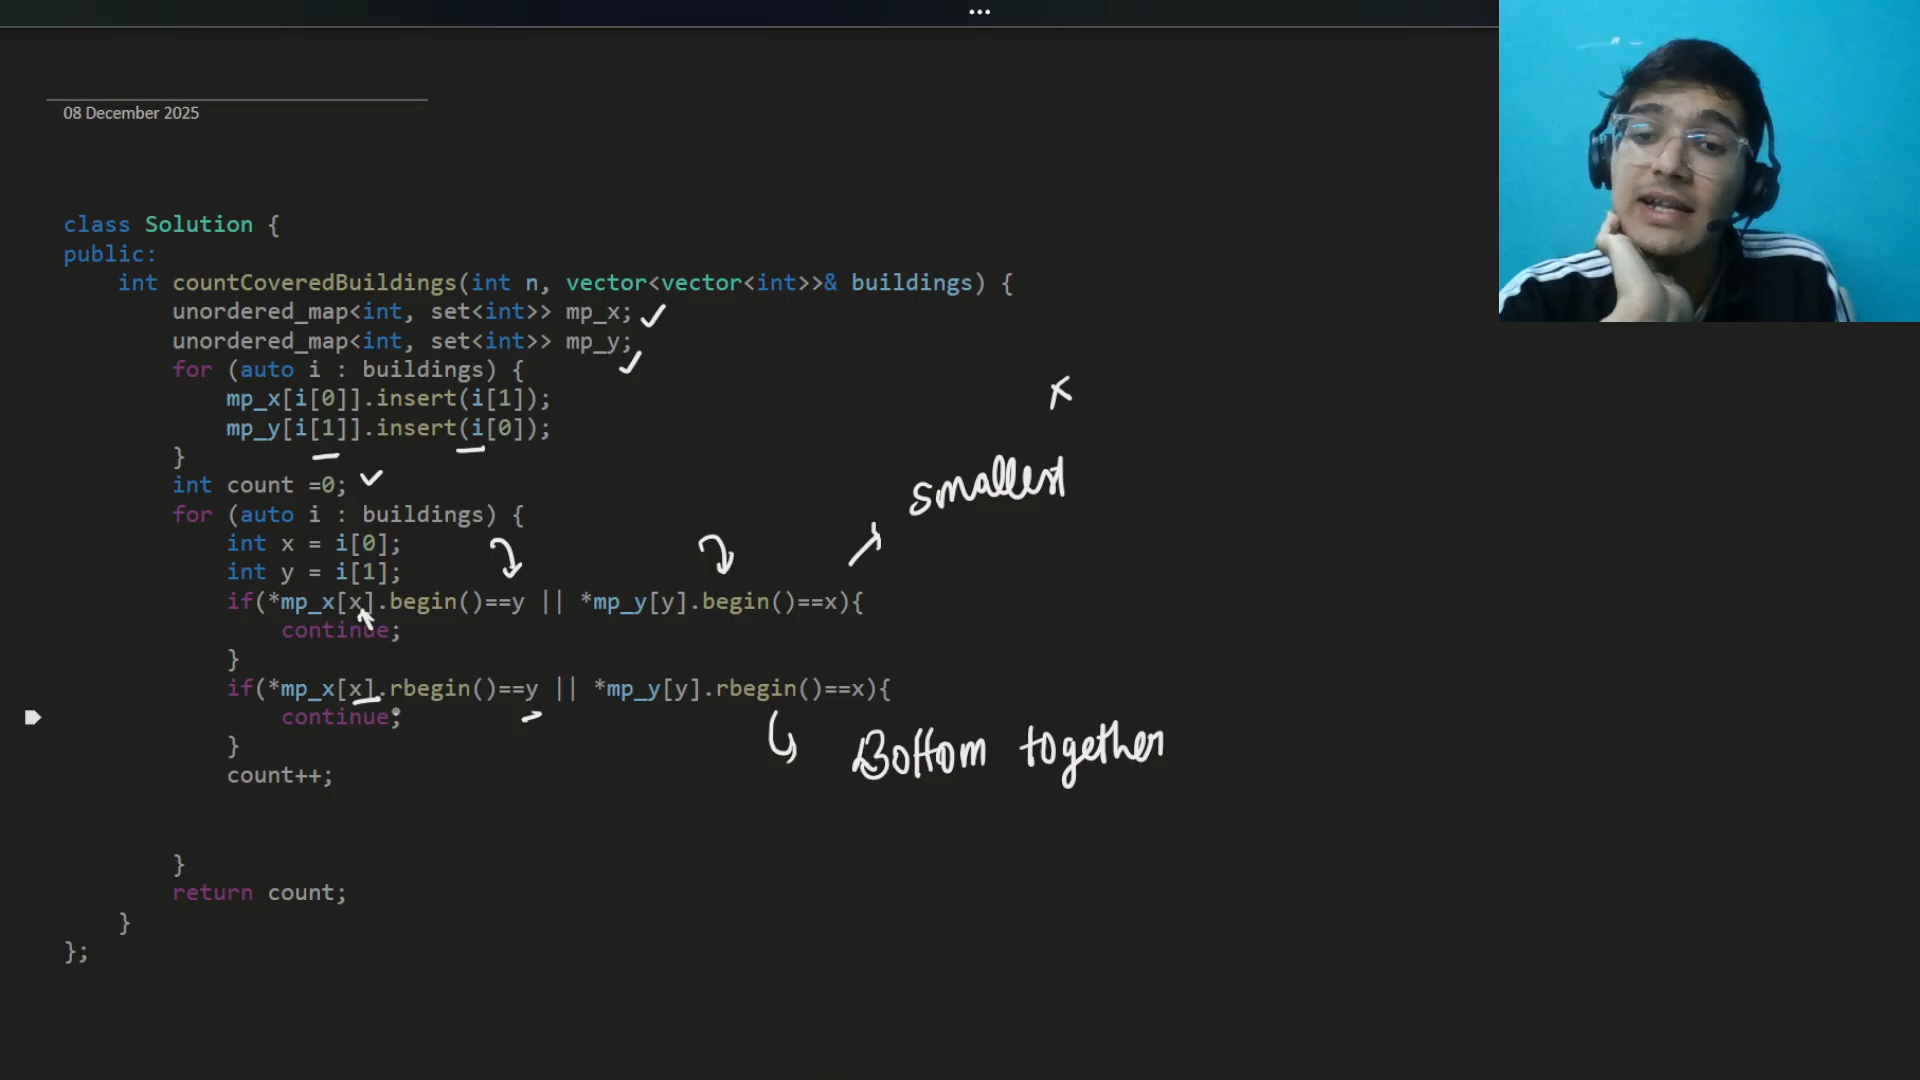 ...
08 December 2025
class Solution {
public:
int countCoveredBuildings(int n, vector<vector<int>>& buildings) {
unordered_map<int, set<int>> mp_x;
unordered_map<int, set<int>> mp_y;
for (auto i : buildings) {
mp_x[i[0]].insert(i[1]);
mp_y[i[1]].insert(i[0]);
}
int count =0;
smallest
for (auto i : buildings) {
int x = i[0];
int y = i[1];
if(*mp_x[x].begin()==y || *mp_y[y].begin()==x){
continue;
}
if(*mp_x[x].rbegin()==y || *mp_y[y].rbegin()==x){
continue;
Bottom together
}
count++;
}
return count;
}
};